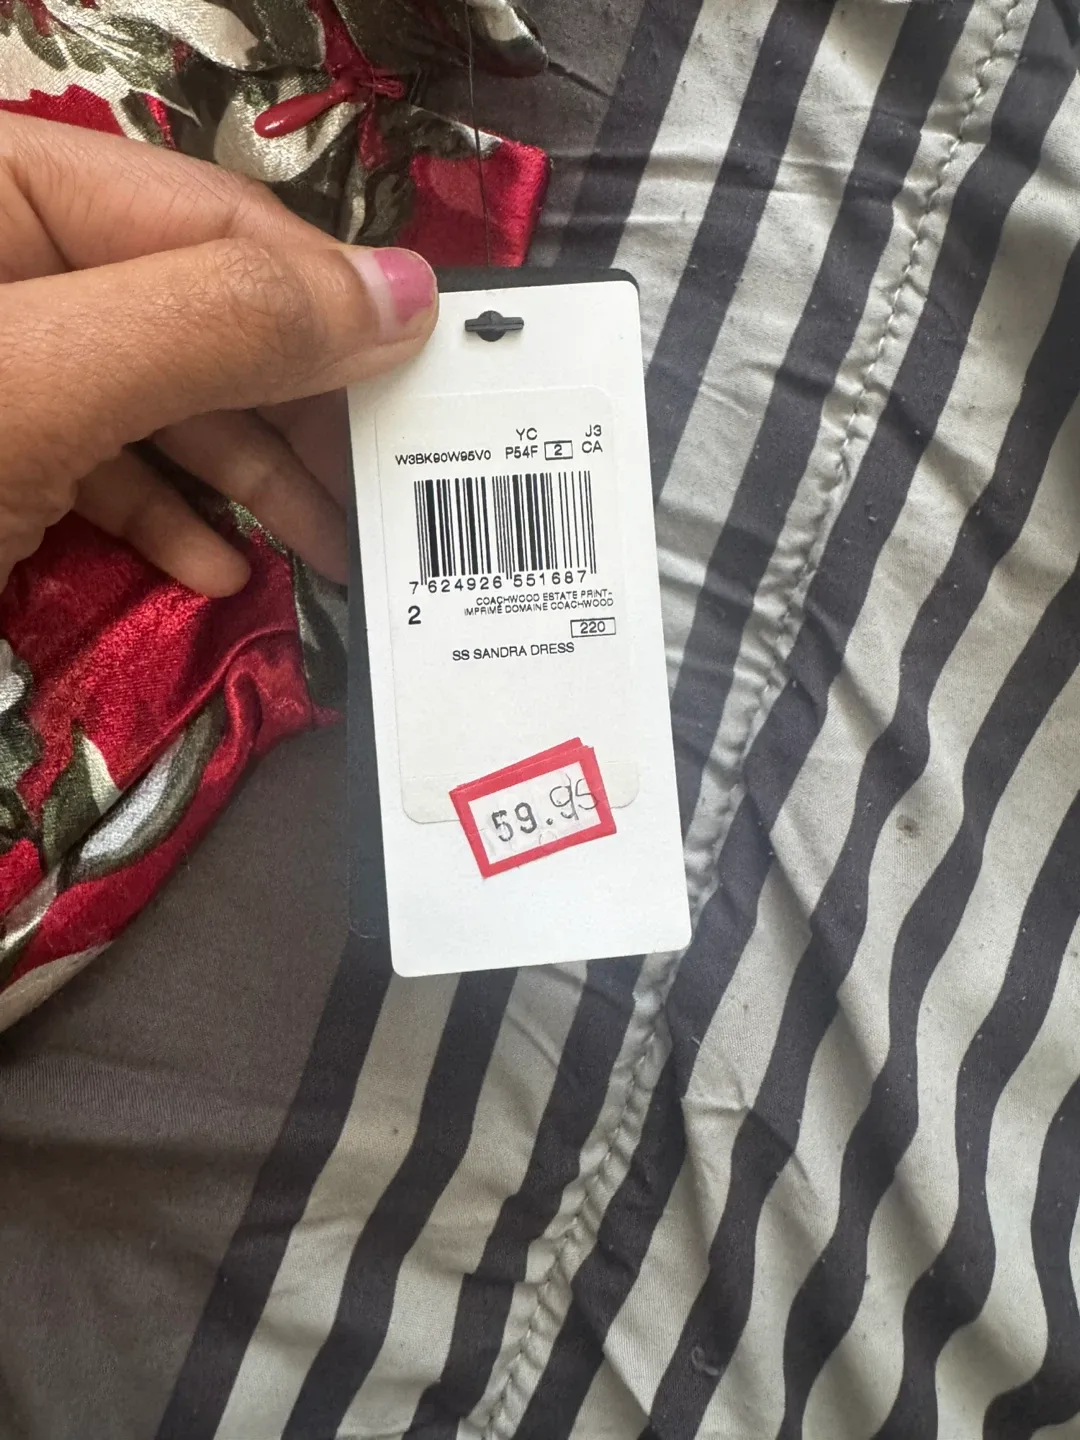 YC J3
W3BK90W95V0 P54F 2 CA
7 624926 551687
2 COACHWOOD ESTATE PRINT-
IMPRIMÉ DOMAINE COACHWOOD
220
SS SANDRA DRESS
59.95